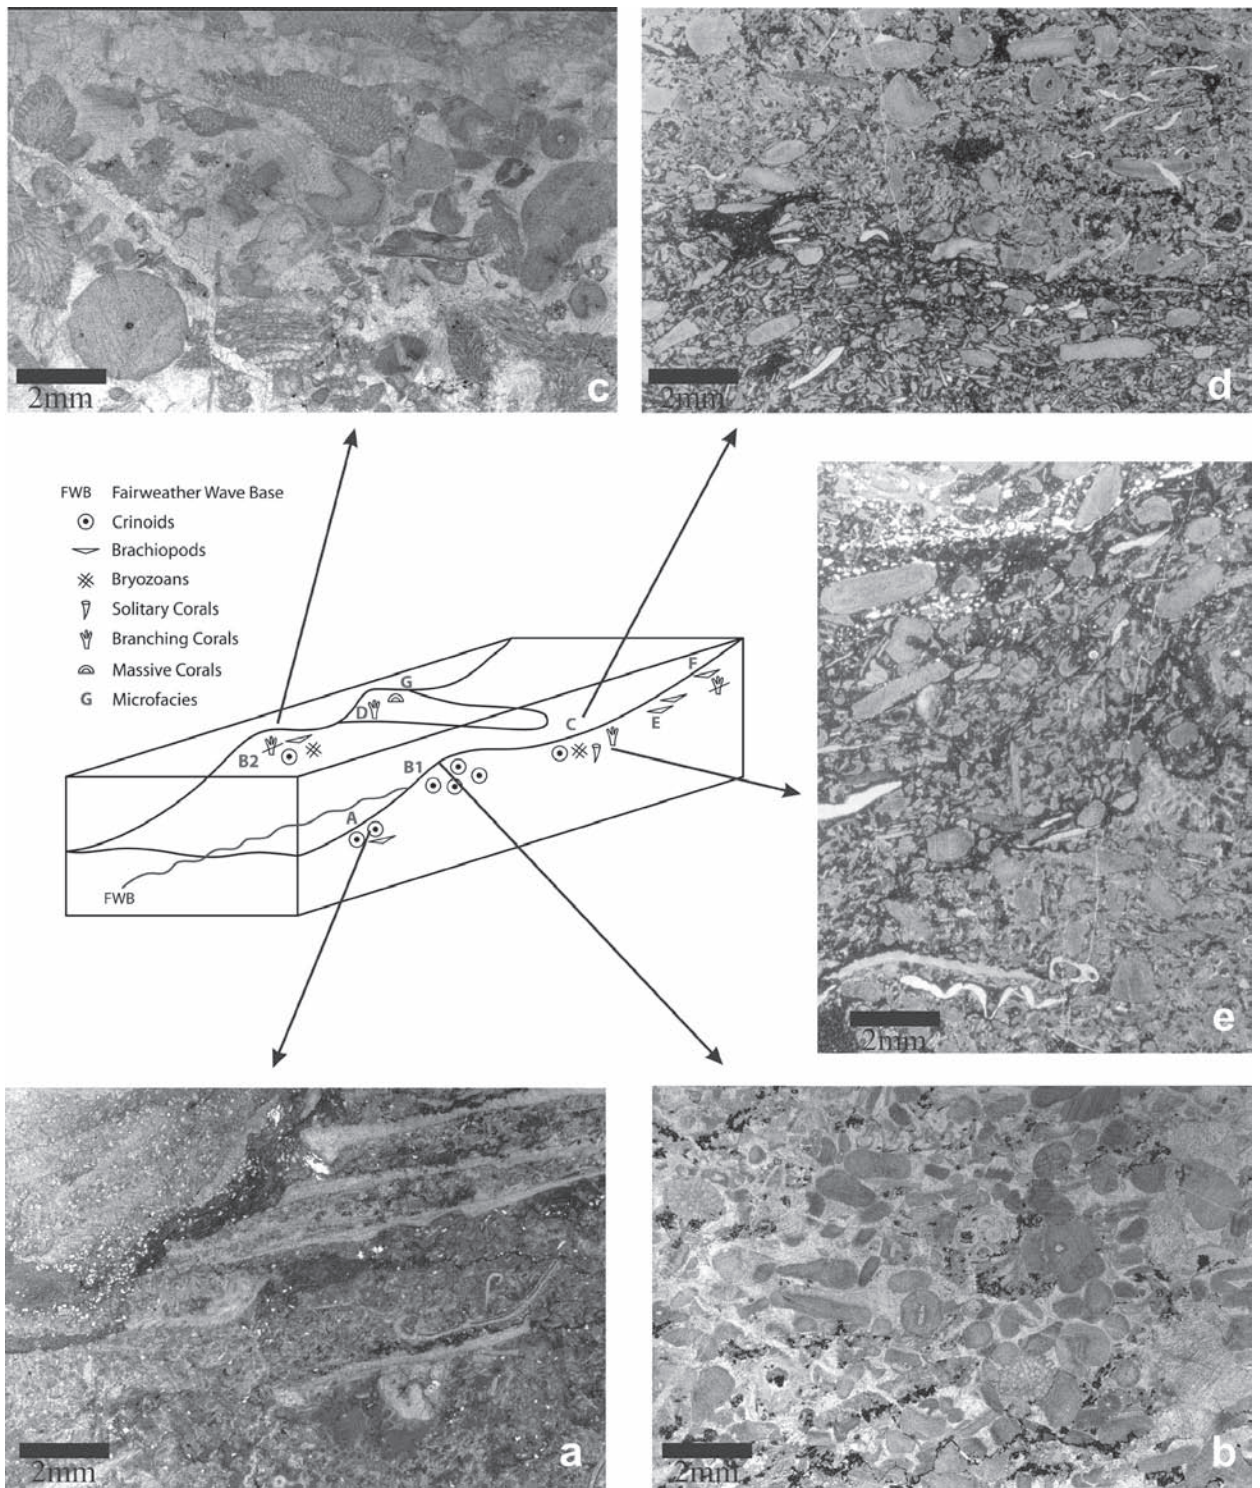 2mm
c
2mm
d
FWB Fairweather Wave Base
Crinoids
Brachiopods
Bryozoans
Solitary Corals
Branching Corals
Massive Corals
G Microfacies
G
F
D
C
E
B2
B1
A
FWB
2mm
e
2mm
a
2mm
b